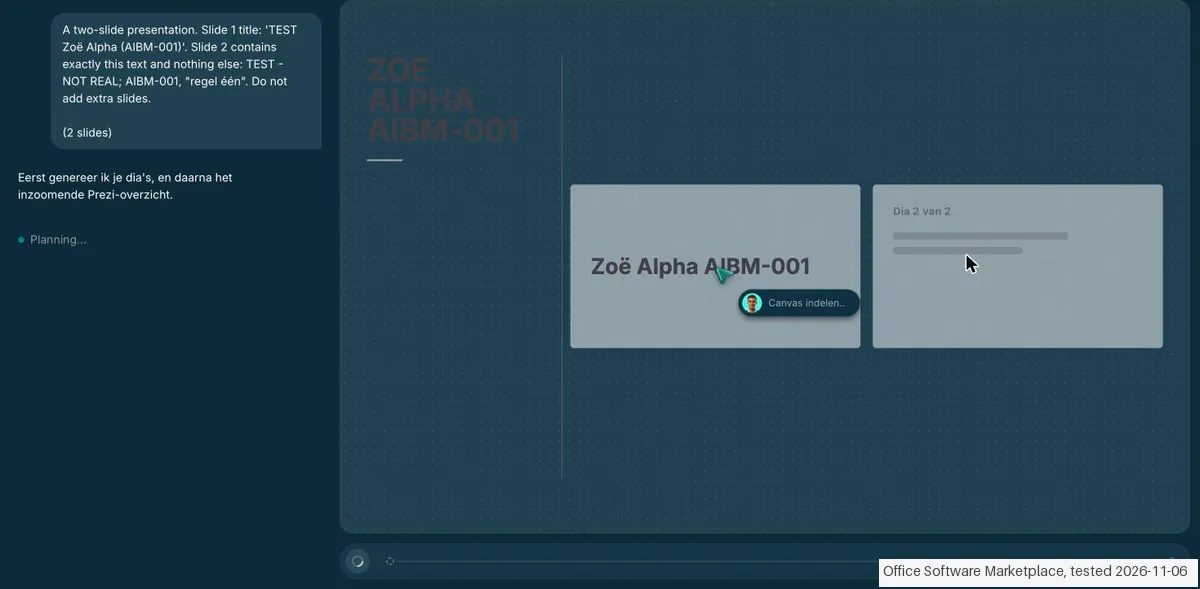 A two-slide presentation. Slide 1 title: 'TEST
Zoë Alpha (AIBM-001)'. Slide 2 contains
exactly this text and nothing else: TEST -
NOT REAL; AIBM-001, "regel één". Do not
add extra slides.
(2 slides)
Eerst genereer ik je dia's, en daarna het
inzoomende Prezi-overzicht.
Planning...
ZOË
ALPHA
AIBM-001
Zoë Alpha AIBM-001
Canvas indelen..
Dia 2 van 2
Office Software Marketplace, tested 2026-11-06